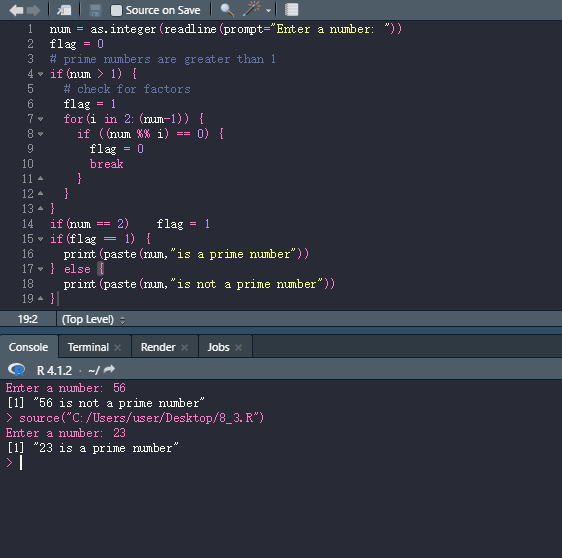 Source on Save
1 num = as.integer(readline(prompt="Enter a number: "))
2 flag = 0
3 # prime numbers are greater than 1
4 if(num > 1) {
5 # check for factors
6 flag = 1
7 for(i in 2:(num-1)) {
8 if ((num %% i) == 0) {
9 flag = 0
10 break
11 }
12 }
13 }
14 if(num == 2)    flag = 1
15 if(flag == 1) {
16 print(paste(num,"is a prime number"))
17 } else {
18 print(paste(num,"is not a prime number"))
19 }
19:2 (Top Level)
Console Terminal Render Jobs
R 4.1.2 · ~/
Enter a number: 56
[1] "56 is not a prime number"
> source("C:/Users/user/Desktop/8_3.R")
Enter a number: 23
[1] "23 is a prime number"
>